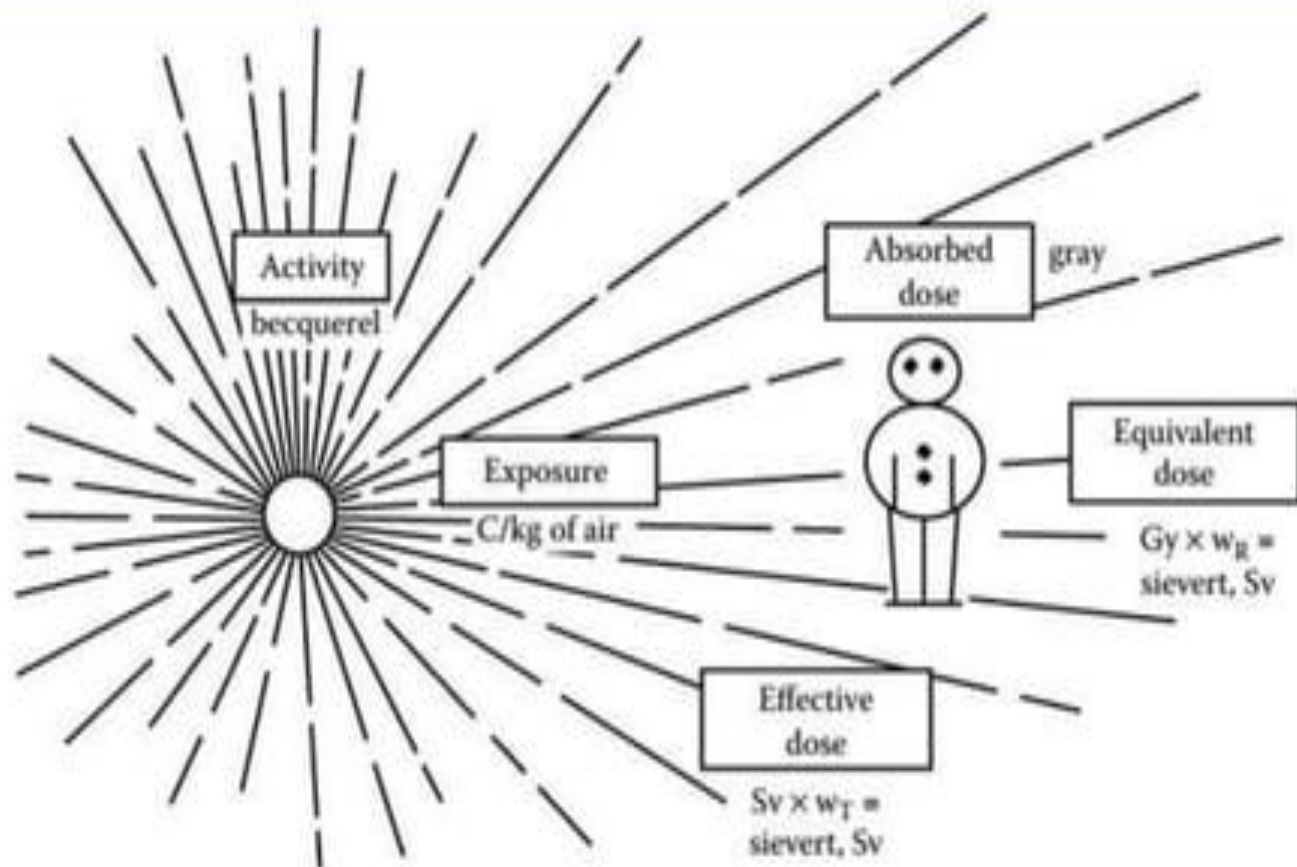 Activity
becquerel
Exposure
C/kg of air
Absorbed
dose
gray
Equivalent
dose
Gy × w_R =
sievert, Sv
Effective
dose
Sv × w_T =
sievert, Sv